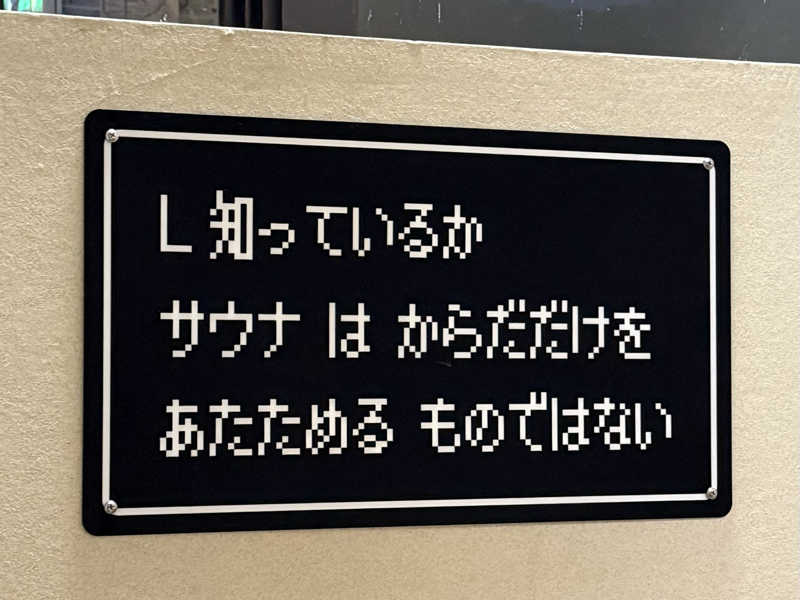 L 知っているか
サウナ は からだだけを
あたためる ものではない